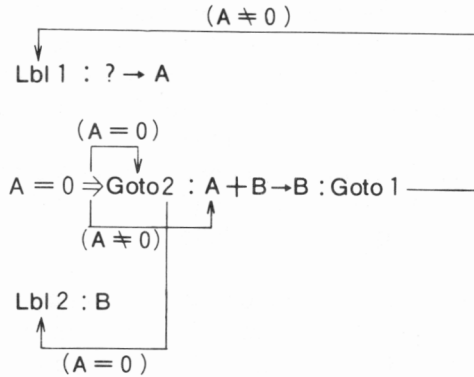 (A≠0)
Lbl 1 : ? → A
(A = 0)
A = 0 ⇒ Goto 2 : A + B → B : Goto 1
(A≠0)
Lbl 2 : B
(A = 0)